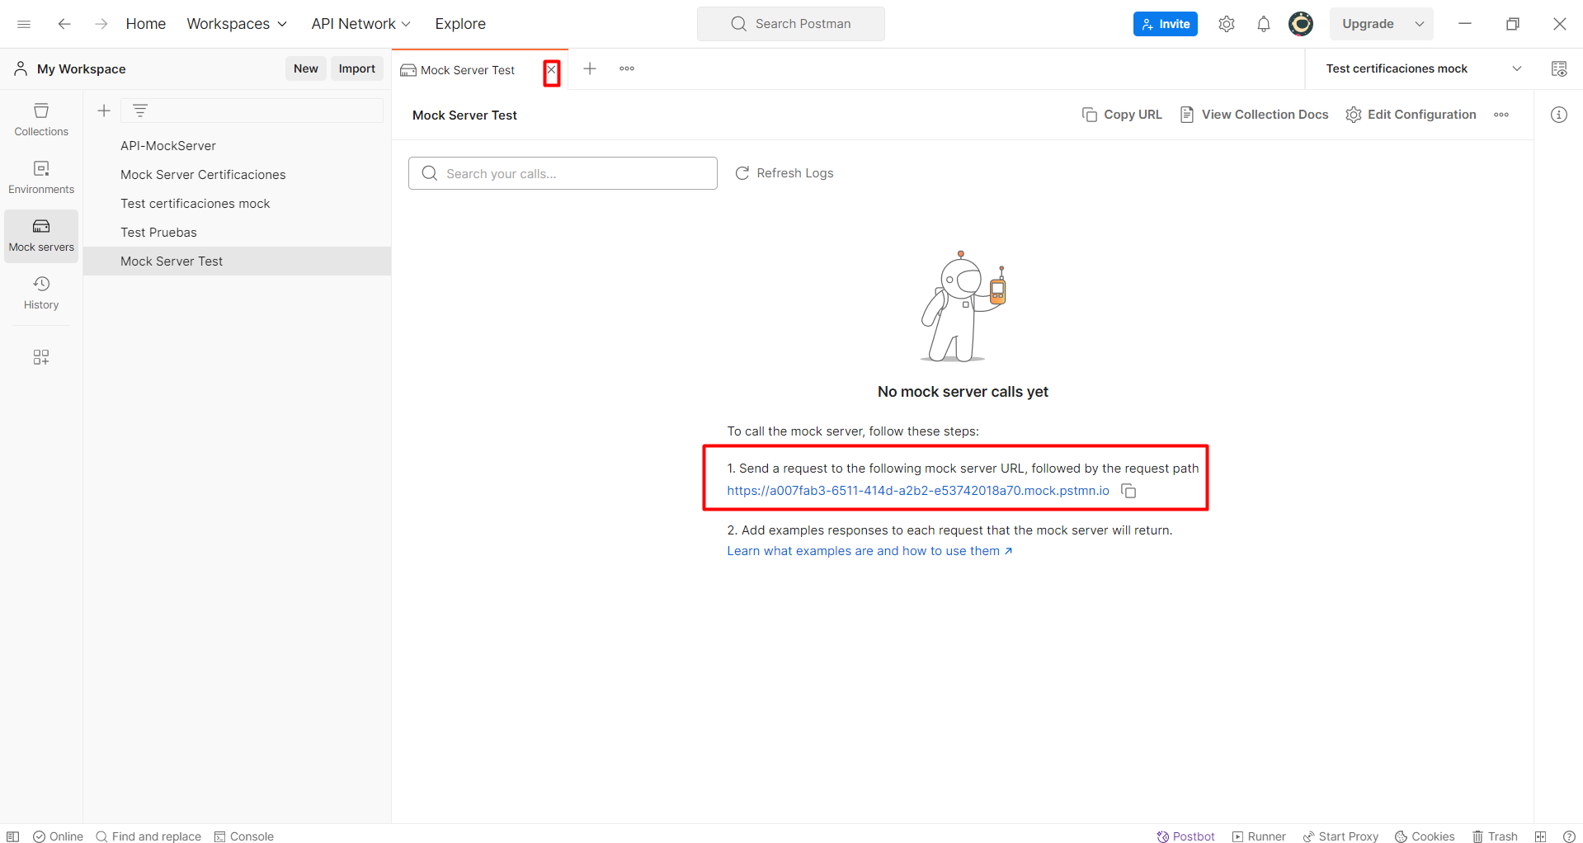 Home Workspaces API Network Explore Search Postman Invite Upgrade
My Workspace New Import Mock Server Test Test certificaciones mock
Collections
Environments
Mock servers
History
API-MockServer
Mock Server Certificaciones
Test certificaciones mock
Test Pruebas
Mock Server Test
Mock Server Test Copy URL View Collection Docs Edit Configuration
Search your calls... Refresh Logs
No mock server calls yet
To call the mock server, follow these steps:
1. Send a request to the following mock server URL, followed by the request path
https://a007fab3-6511-414d-a2b2-e53742018a70.mock.pstmn.io
2. Add examples responses to each request that the mock server will return.
Learn what examples are and how to use them
Online Find and replace Console Postbot Runner Start Proxy Cookies Trash